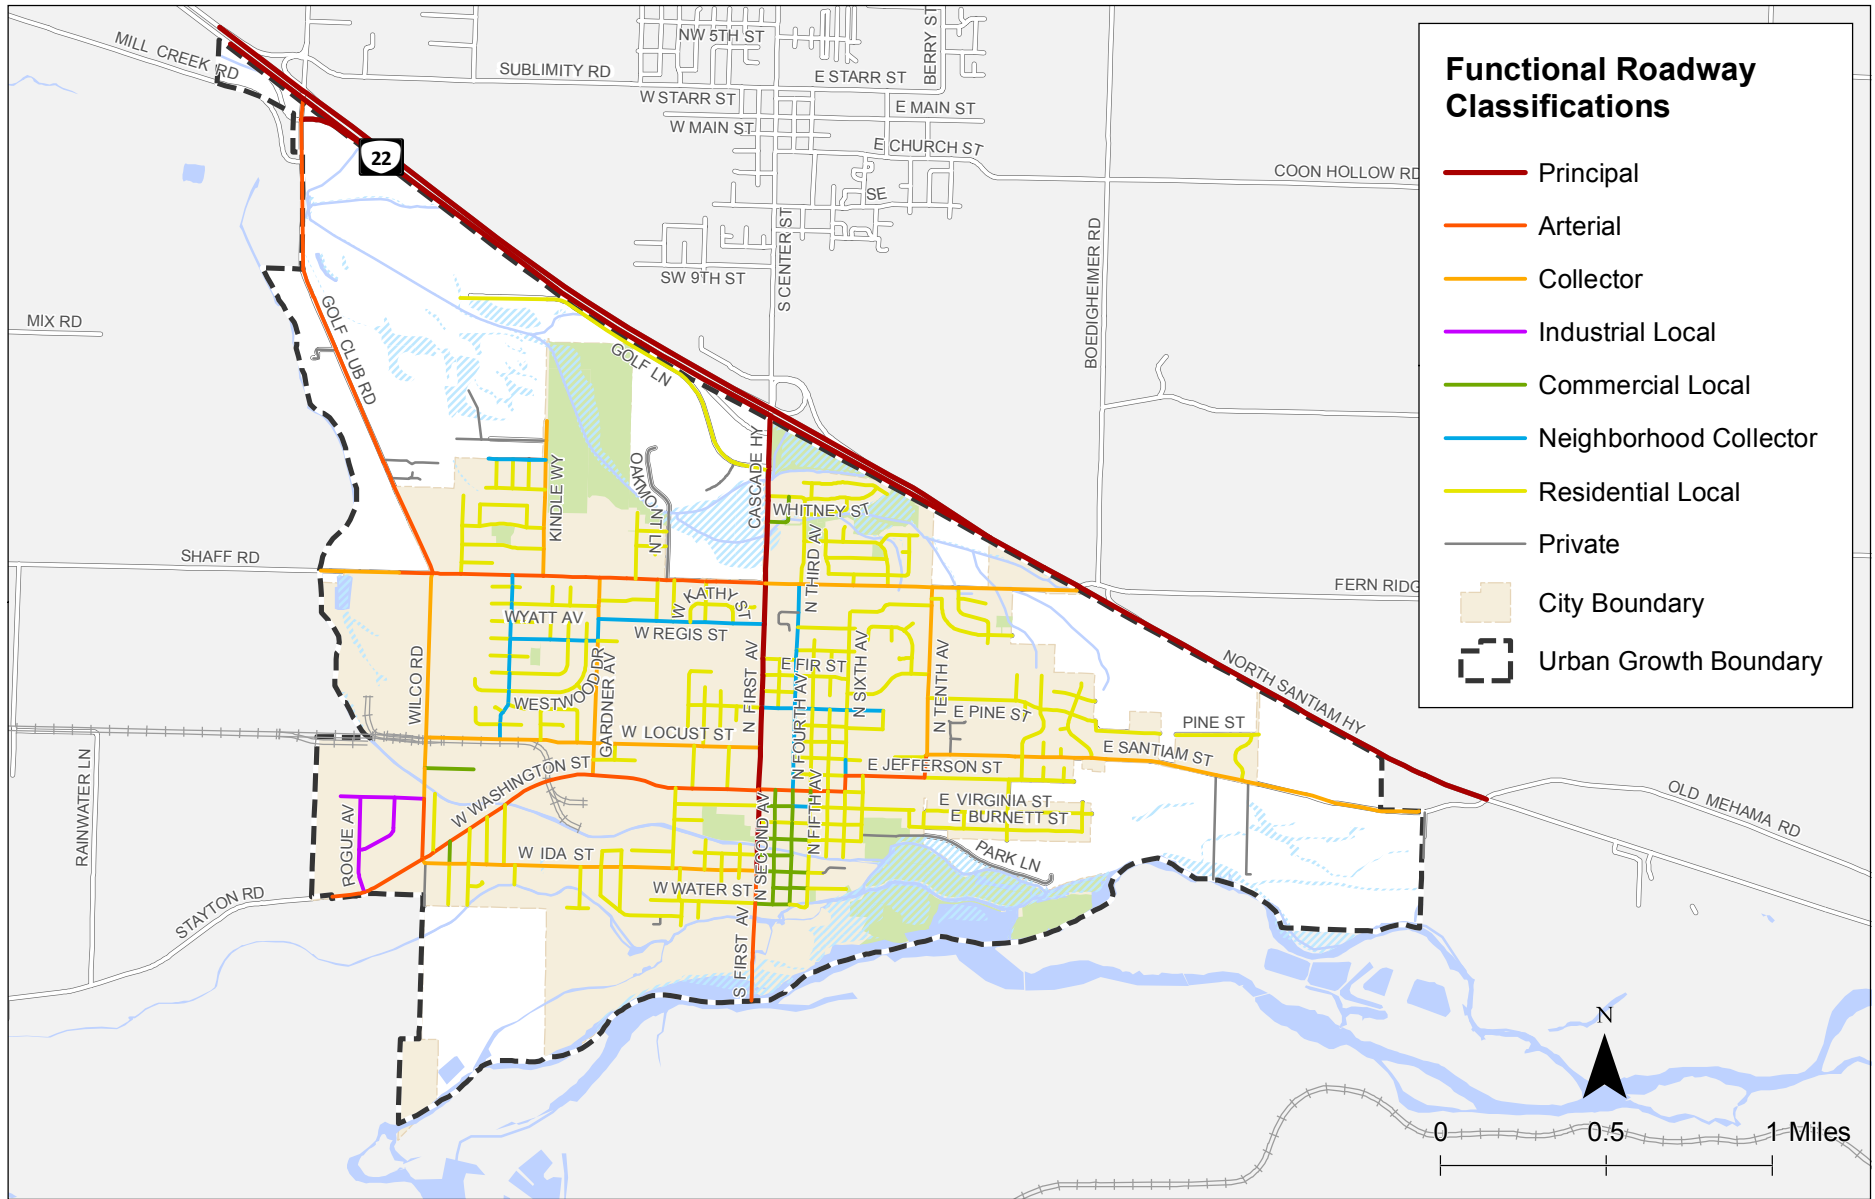 NW 5TH ST
BERRY ST
MILL CREEK RD
SUBLIMITY RD
E STARR ST
W STARR ST
E MAIN ST
W MAIN ST
E CHURCH ST
22
COON HOLLOW RD
SE
S CENTER ST
SW 9TH ST
BOEDIGHEIMER RD
MIX RD
GOLF CLUB RD
GOLF LN
CASCADE HY
KINDLE WY
OAKMONT LN
WHITNEY ST
N THIRD AV
SHAFF RD
FERN RIDG
W KATHY ST
WYATT AV
W REGIS ST
N FIRST AV
E FIR ST
N SIXTH AV
N TENTH AV
WILCO RD
WESTWOOD DR
GARDNER AV
N FOURTH AV
NORTH SANTIAM HY
E PINE ST
PINE ST
W LOCUST ST
E SANTIAM ST
RAINWATER LN
W WASHINGTON ST
E JEFFERSON ST
OLD MEHAMA RD
E VIRGINIA ST
E BURNETT ST
ROGUE AV
N SECOND AV
N FIFTH AV
W IDA ST
PARK LN
W WATER ST
STAYTON RD
S FIRST AV
Functional Roadway
Classifications
Principal
Arterial
Collector
Industrial Local
Commercial Local
Neighborhood Collector
Residential Local
Private
City Boundary
Urban Growth Boundary
N
0 0.5 1 Miles